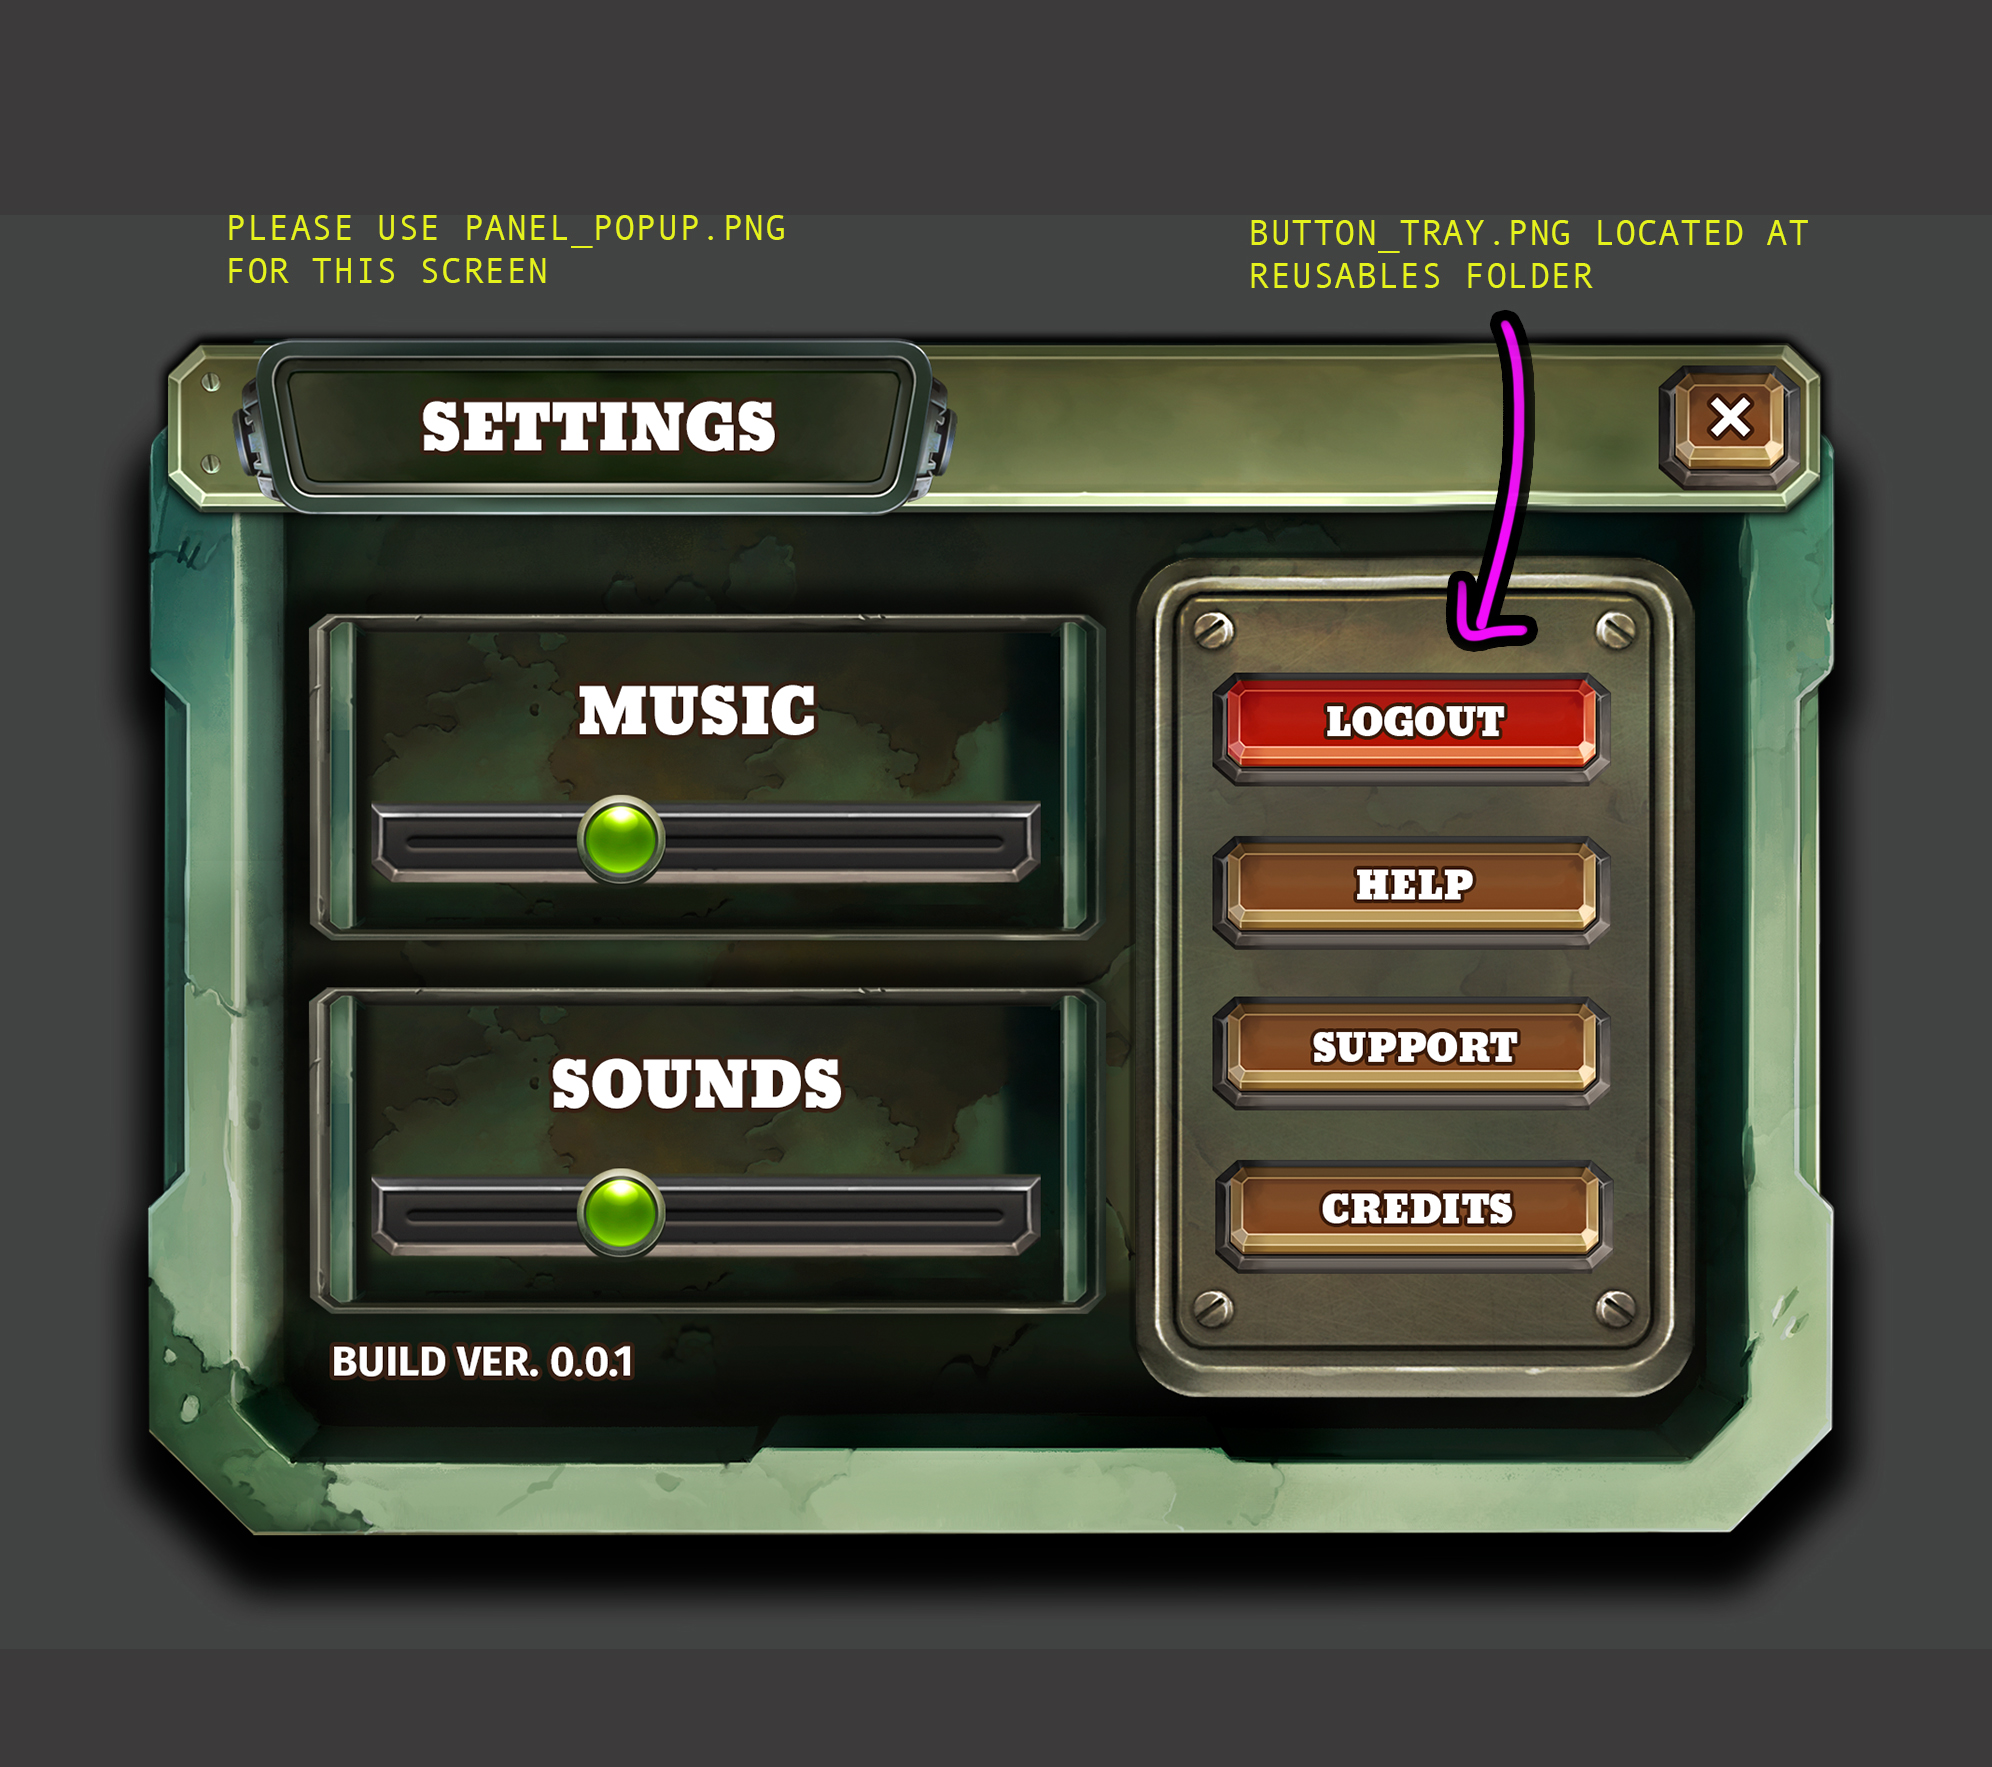 PLEASE USE PANEL_POPUP.PNG
FOR THIS SCREEN
BUTTON_TRAY.PNG LOCATED AT
REUSABLES FOLDER
SETTINGS
MUSIC
SOUNDS
BUILD VER. 0.0.1
LOGOUT
HELP
SUPPORT
CREDITS